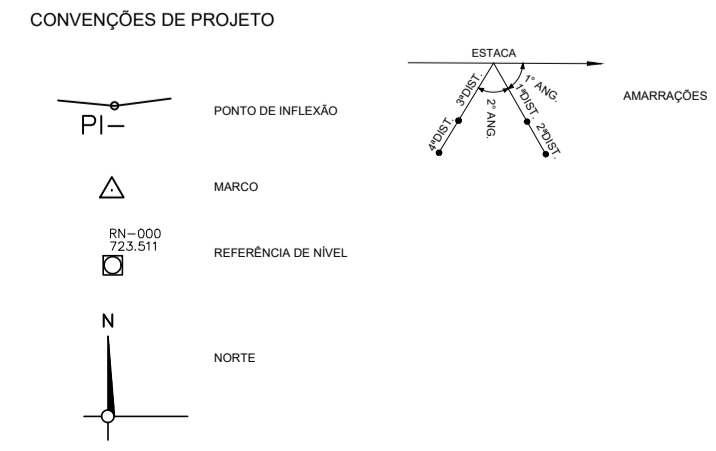 CONVENÇÕES DE PROJETO
PI-
PONTO DE INFLEXÃO
MARCO
RN-000
723.511
REFERÊNCIA DE NÍVEL
N
NORTE
ESTACA
1° ANG.
2° ANG.
1ªDIST.
2ªDIST.
3ªDIST.
4ªDIST.
AMARRAÇÕES